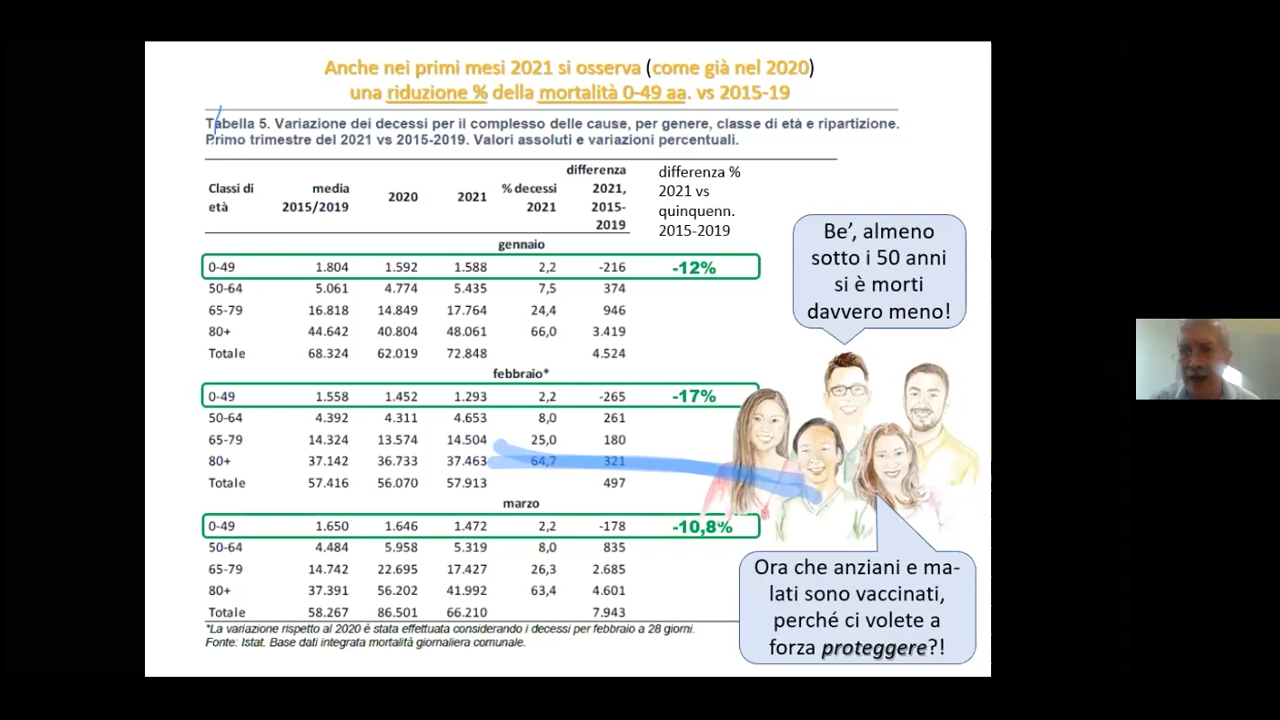 Anche nei primi mesi 2021 si osserva (come già nel 2020)
una riduzione % della mortalità 0-49 aa. vs 2015-19
Tabella 5. Variazione dei decessi per il complesso delle cause, per genere, classe di età e ripartizione.
Primo trimestre del 2021 vs 2015-2019. Valori assoluti e variazioni percentuali.
Classi di età media 2015/2019 2020 2021 % decessi 2021 differenza 2021, 2015-2019 differenza % 2021 vs quinquenn. 2015-2019
gennaio
0-49 1.804 1.592 1.588 2,2 -216 -12%
50-64 5.061 4.774 5.435 7,5 374
65-79 16.818 14.849 17.764 24,4 946
80+ 44.642 40.804 48.061 66,0 3.419
Totale 68.324 62.019 72.848 4.524
febbraio*
0-49 1.558 1.452 1.293 2,2 -265 -17%
50-64 4.392 4.311 4.653 8,0 261
65-79 14.324 13.574 14.504 25,0 180
80+ 37.142 36.733 37.463 64,7 321
Totale 57.416 56.070 57.913 497
marzo
0-49 1.650 1.646 1.472 2,2 -178 -10,8%
50-64 4.484 5.958 5.319 8,0 835
65-79 14.742 22.695 17.427 26,3 2.685
80+ 37.391 56.202 41.992 63,4 4.601
Totale 58.267 86.501 66.210 7.943
*La variazione rispetto al 2020 è stata effettuata considerando i decessi per febbraio a 28 giorni.
Fonte: Istat. Base dati integrata mortalità giornaliera comunale.
Be', almeno
sotto i 50 anni
si è morti
davvero meno!
Ora che anziani e ma-
lati sono vaccinati,
perché ci volete a
forza proteggere?!